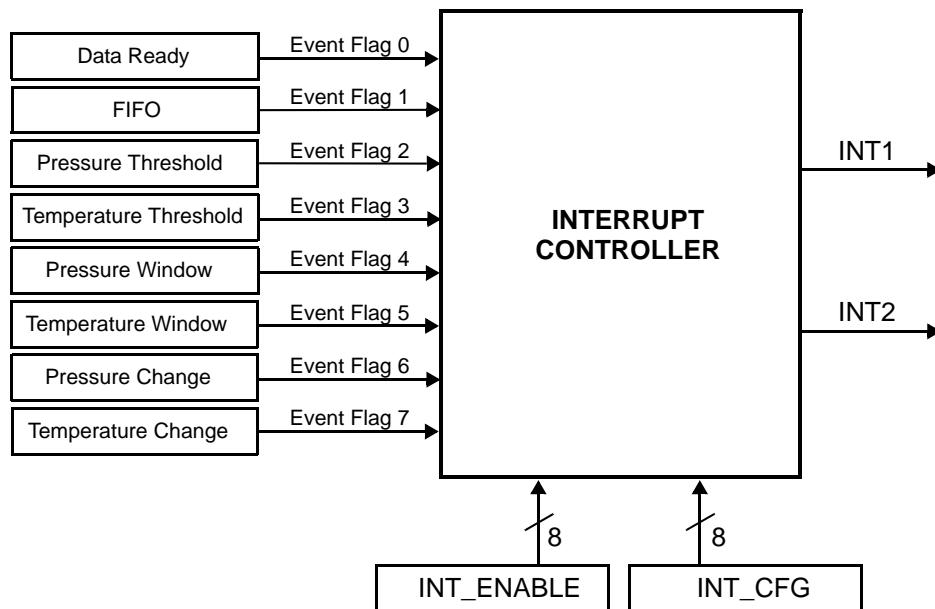 Data Ready
Event Flag 0
FIFO
Event Flag 1
Pressure Threshold
Event Flag 2
Temperature Threshold
Event Flag 3
Pressure Window
Event Flag 4
Temperature Window
Event Flag 5
Pressure Change
Event Flag 6
Temperature Change
Event Flag 7
INTERRUPT
CONTROLLER
INT1
INT2
8
8
INT_ENABLE
INT_CFG